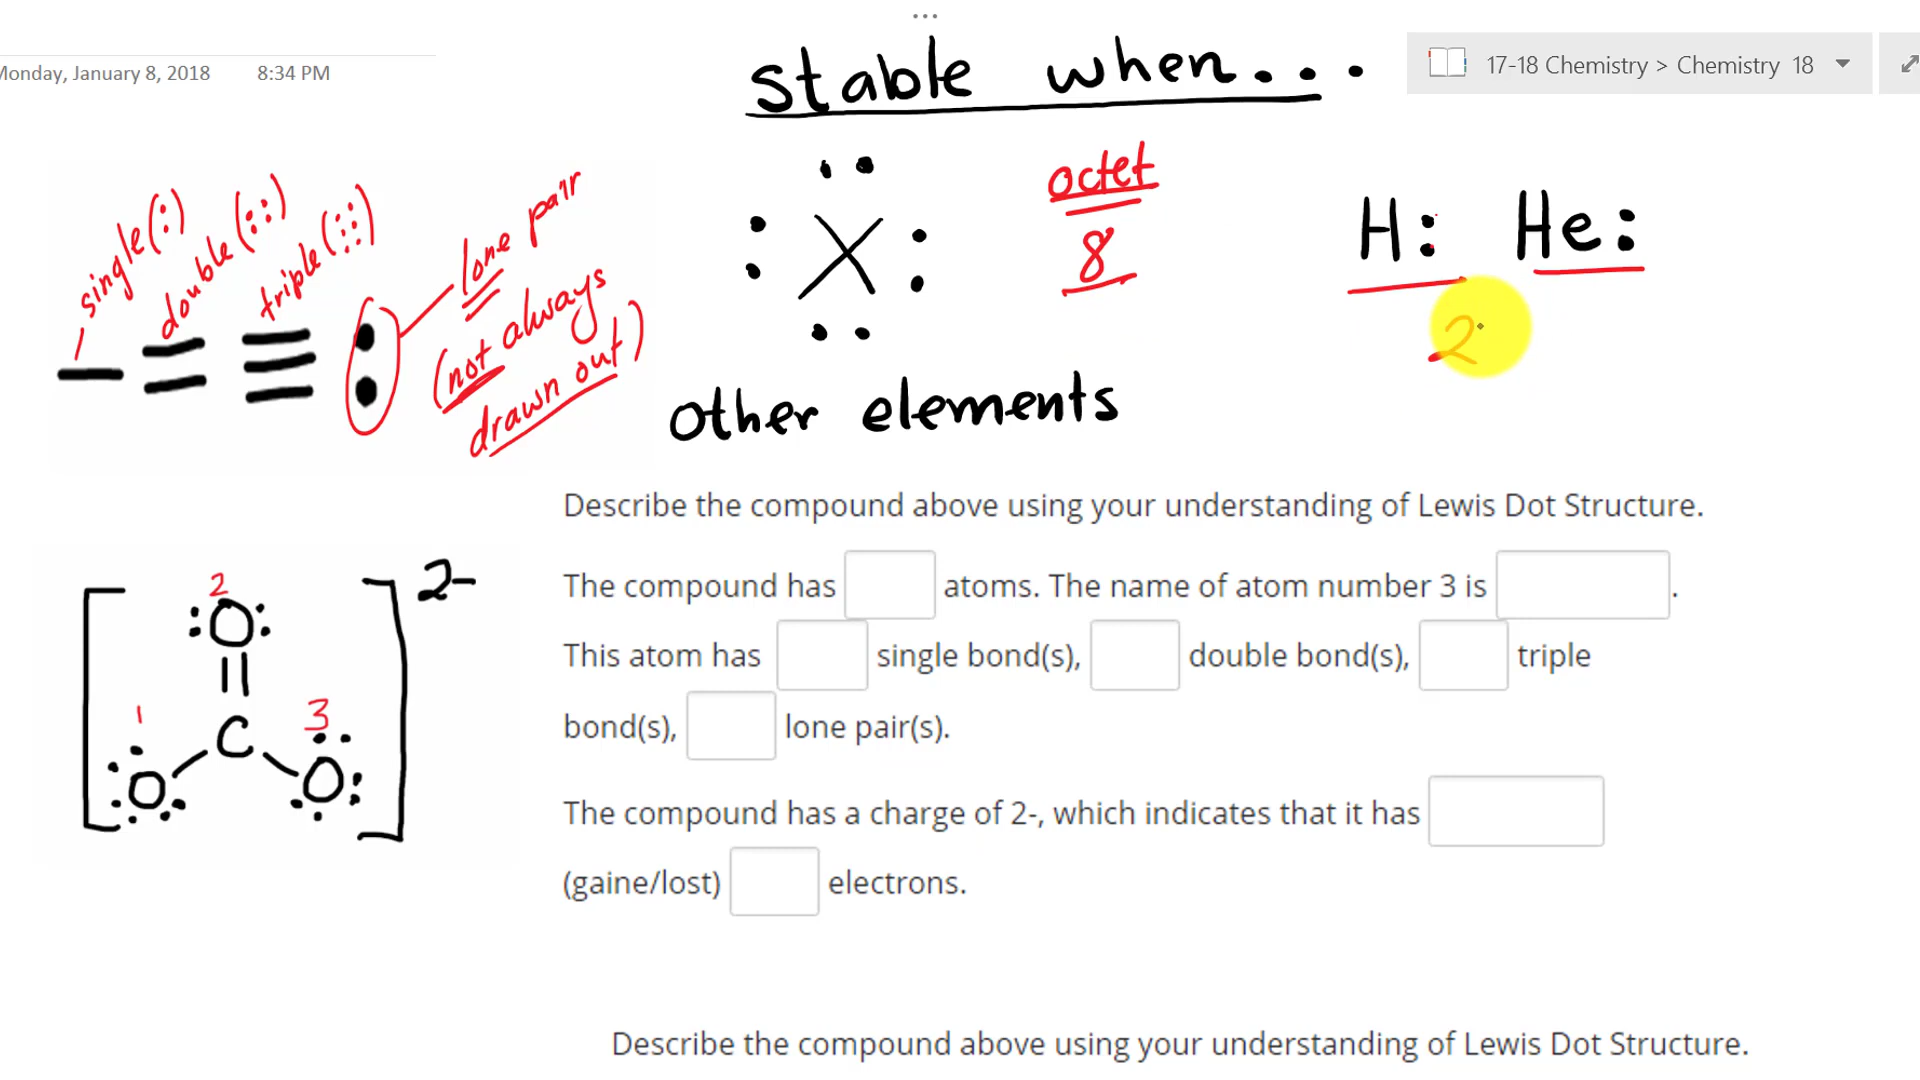 Monday, January 8, 2018 8:34 PM
17-18 Chemistry > Chemistry 18
stable when...
single (:)
double (::)
triple (:::)
lone pair
(not always
drawn out)
X
octet
8
H: He:
2
other elements
Describe the compound above using your understanding of Lewis Dot Structure.
The compound has atoms. The name of atom number 3 is .
This atom has single bond(s), double bond(s), triple
bond(s), lone pair(s).
The compound has a charge of 2-, which indicates that it has
(gaine/lost) electrons.
2-
2
O
1
C
3
O
O
Describe the compound above using your understanding of Lewis Dot Structure.